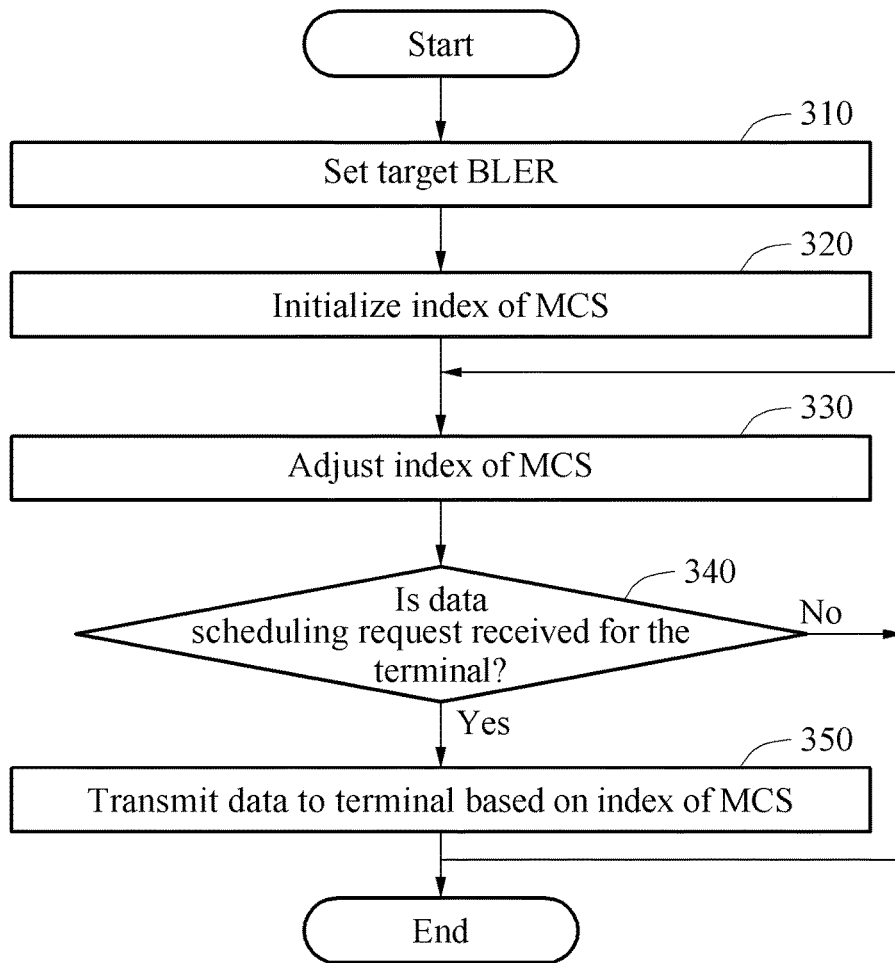 Start
310
Set target BLER
320
Initialize index of MCS
330
Adjust index of MCS
340
Is data
scheduling request received for the
terminal?
No
Yes
350
Transmit data to terminal based on index of MCS
End